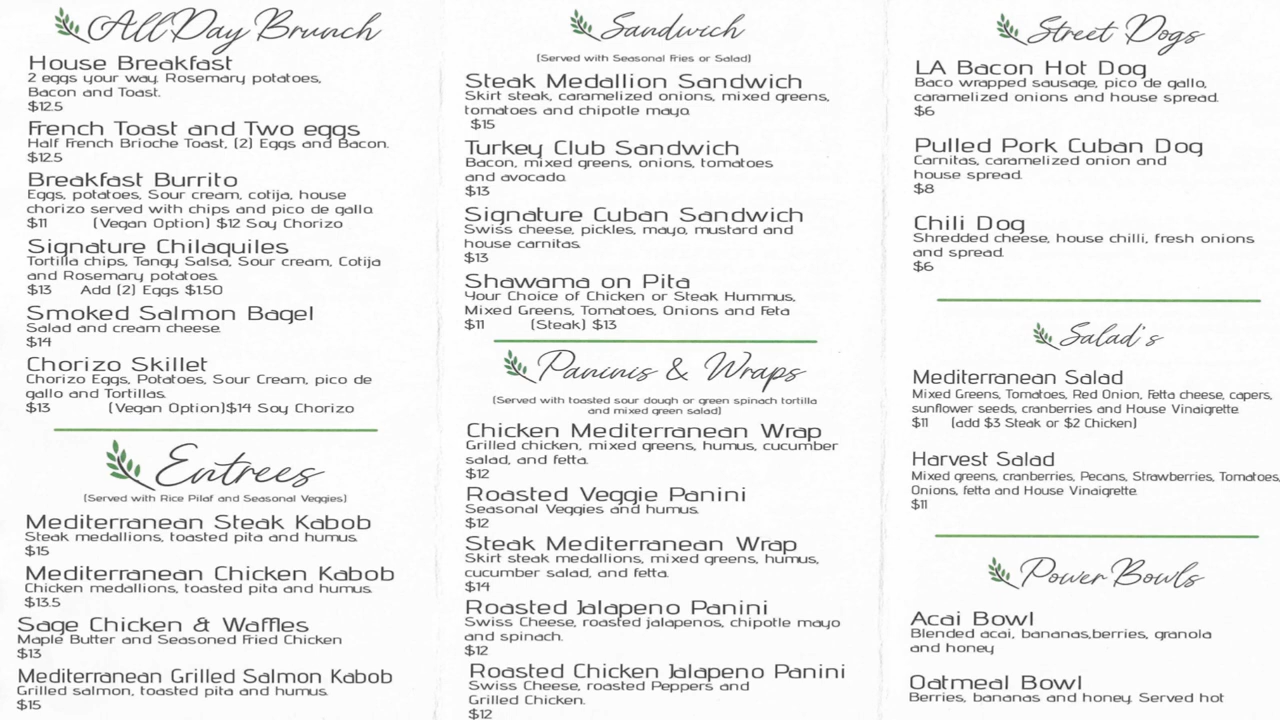 All Day Brunch
House Breakfast
2 eggs your way. Rosemary potatoes,
Bacon and Toast.
$12.5
French Toast and Two eggs
Half French Brioche Toast, (2) Eggs and Bacon.
$12.5
Breakfast Burrito
Eggs, potatoes, Sour cream, cotija, house
chorizo served with chips and pico de gallo.
$11 (Vegan Option) $12 Soy Chorizo
Signature Chilaquiles
Tortilla chips, Tangy Salsa, Sour cream, Cotija
and Rosemary potatoes.
$13 Add (2) Eggs $1.50
Smoked Salmon Bagel
Salad and cream cheese.
$14
Chorizo Skillet
Chorizo Eggs, Potatoes, Sour Cream, pico de
gallo and Tortillas.
$13 (Vegan Option)$14 Soy Chorizo
Entrees
(Served with Rice Pilaf and Seasonal Veggies)
Mediterranean Steak Kabob
Steak medallions, toasted pita and humus.
$15
Mediterranean Chicken Kabob
Chicken medallions, toasted pita and humus.
$13.5
Sage Chicken & Waffles
Maple Butter and Seasoned Fried Chicken
$13
Mediterranean Grilled Salmon Kabob
Grilled salmon, toasted pita and humus.
$15
Sandwich
(Served with Seasonal Fries or Salad)
Steak Medallion Sandwich
Skirt steak, caramelized onions, mixed greens,
tomatoes and chipotle mayo.
$15
Turkey Club Sandwich
Bacon, mixed greens, onions, tomatoes
and avocado.
$13
Signature Cuban Sandwich
Swiss cheese, pickles, mayo, mustard and
house carnitas.
$13
Shawama on Pita
Your Choice of Chicken or Steak Hummus,
Mixed Greens, Tomatoes, Onions and Feta
$11 (Steak) $13
Paninis & Wraps
(Served with toasted sour dough or green spinach tortilla
and mixed green salad)
Chicken Mediterranean Wrap
Grilled chicken, mixed greens, humus, cucumber
salad, and fetta.
$12
Roasted Veggie Panini
Seasonal Veggies and humus.
$12
Steak Mediterranean Wrap
Skirt steak medallions, mixed greens, humus,
cucumber salad, and fetta.
$14
Roasted Jalapeno Panini
Swiss Cheese, roasted jalapenos, chipotle mayo
and spinach.
$12
Roasted Chicken Jalapeno Panini
Swiss Cheese, roasted Peppers and
Grilled Chicken.
$12
Street Dogs
LA Bacon Hot Dog
Baco wrapped sausage, pico de gallo,
caramelized onions and house spread.
$6
Pulled Pork Cuban Dog
Carnitas, caramelized onion and
house spread.
$8
Chili Dog
Shredded cheese, house chilli, fresh onions
and spread.
$6
Salad's
Mediterranean Salad
Mixed Greens, Tomatoes, Red Onion, Fetta cheese, capers,
sunflower seeds, cranberries and House Vinaigrette.
$11 (add $3 Steak or $2 Chicken)
Harvest Salad
Mixed greens, cranberries, Pecans, Strawberries, Tomatoes,
Onions, fetta and House Vinaigrette.
$11
Power Bowls
Acai Bowl
Blended acai, bananas,berries, granola
and honey
Oatmeal Bowl
Berries, bananas and honey. Served hot